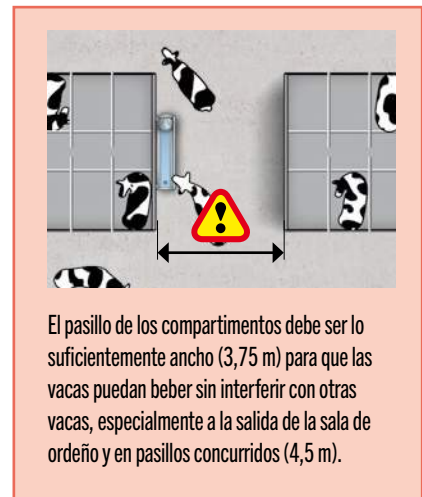 El pasillo de los compartimentos debe ser lo
suficientemente ancho (3,75 m) para que las
vacas puedan beber sin interferir con otras
vacas, especialmente a la salida de la sala de
ordeño y en pasillos concurridos (4,5 m).